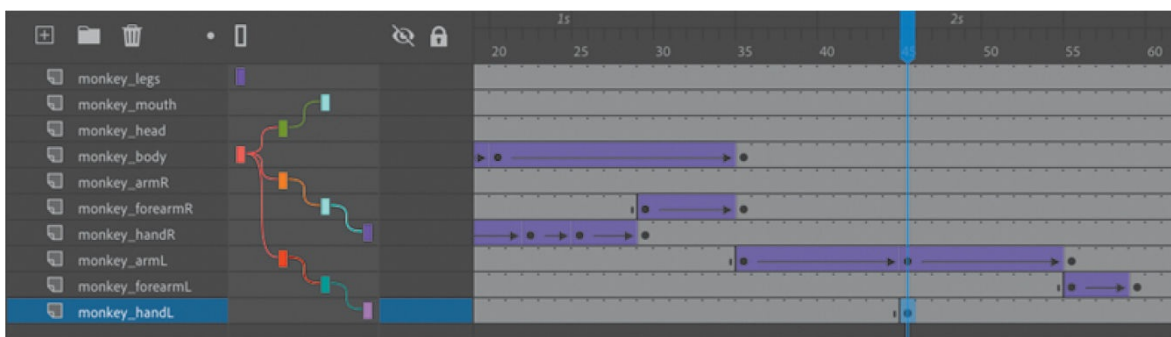 1s 2s
20 25 30 35 40 45 50 55 60
monkey_legs
monkey_mouth
monkey_head
monkey_body
monkey_armR
monkey_forearmR
monkey_handR
monkey_armL
monkey_forearmL
monkey_handL